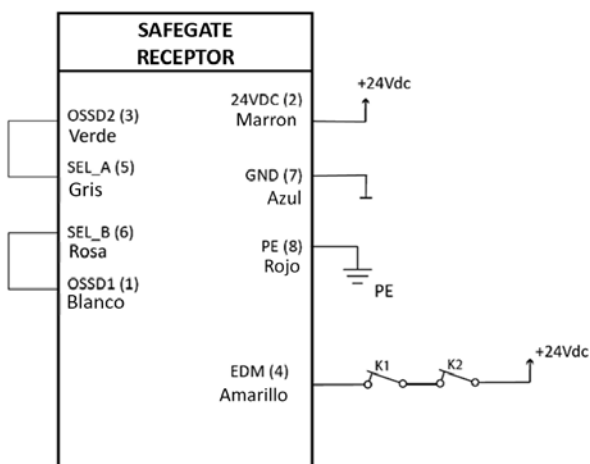 SAFEGATE
RECEPTOR
OSSD2 (3)
Verde
SEL_A (5)
Gris
SEL_B (6)
Rosa
OSSD1 (1)
Blanco
24VDC (2)
Marron
+24Vdc
GND (7)
Azul
PE (8)
Rojo
PE
EDM (4)
Amarillo
K1
K2
+24Vdc